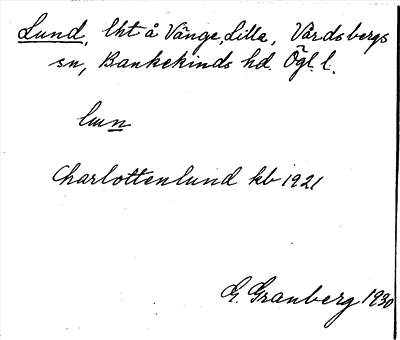 Lund, lht å Vänge, Lilla, Vårdsbergs
sn, Bankekinds hd. Ögl. l.
lun
Charlottenlund kb 1921
G. Granberg 1930